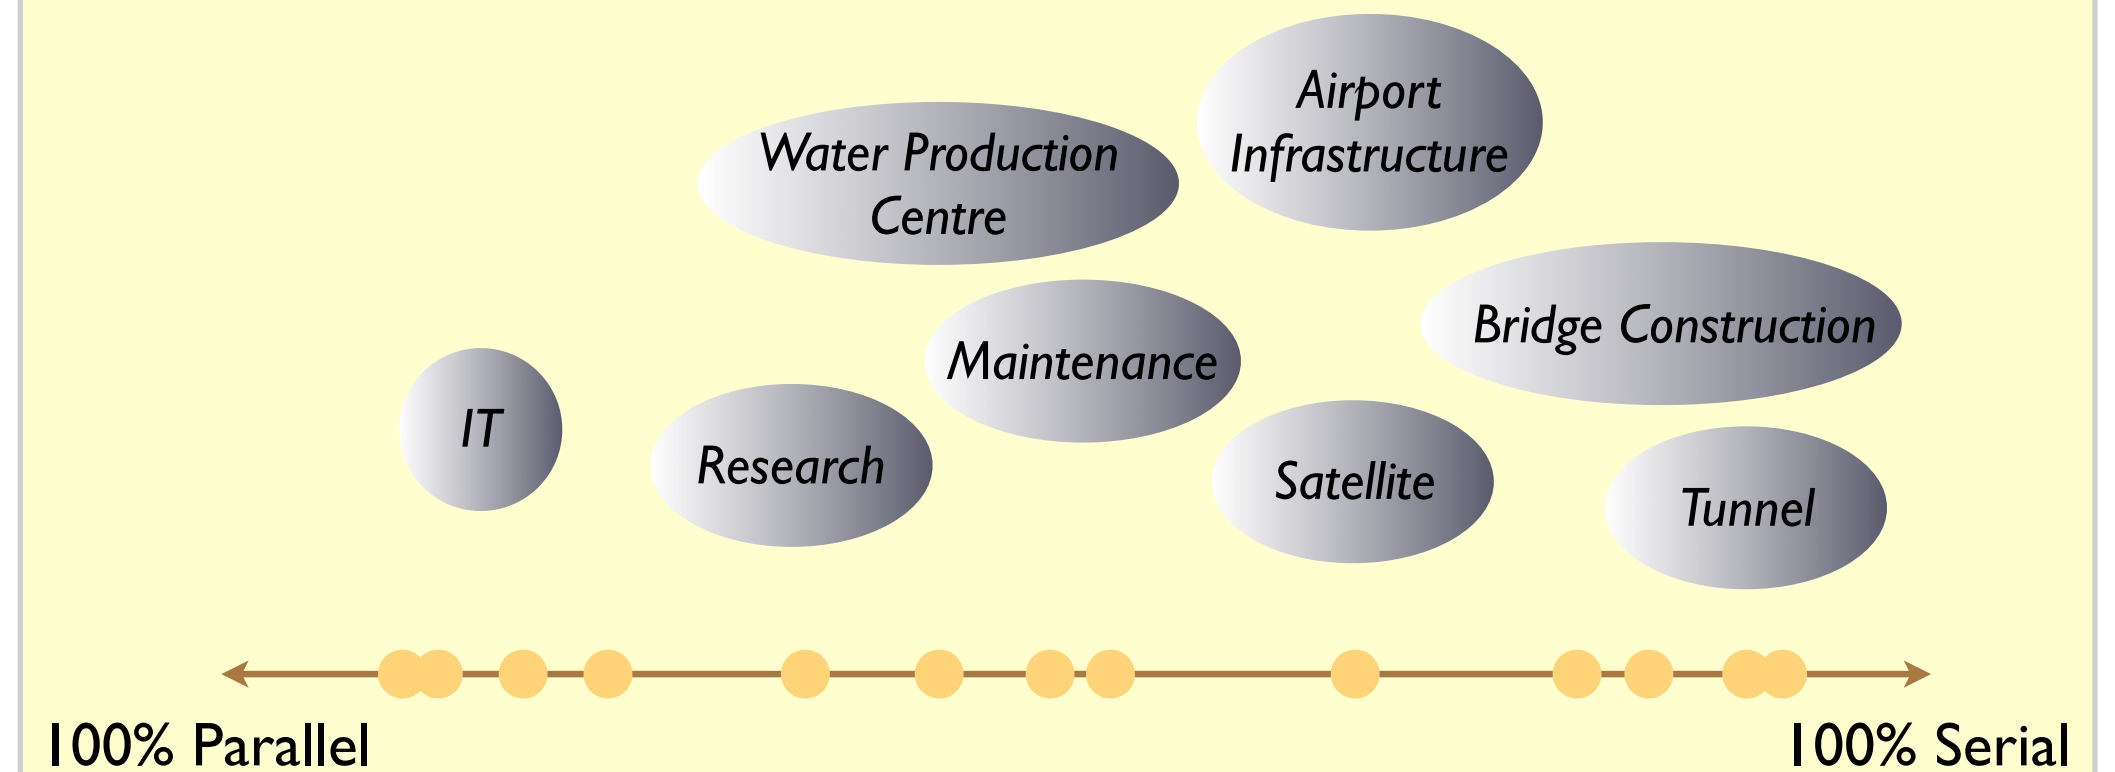 Airport
Infrastructure
Water Production
Centre
Bridge Construction
Maintenance
IT
Research
Satellite
Tunnel
100% Parallel
100% Serial